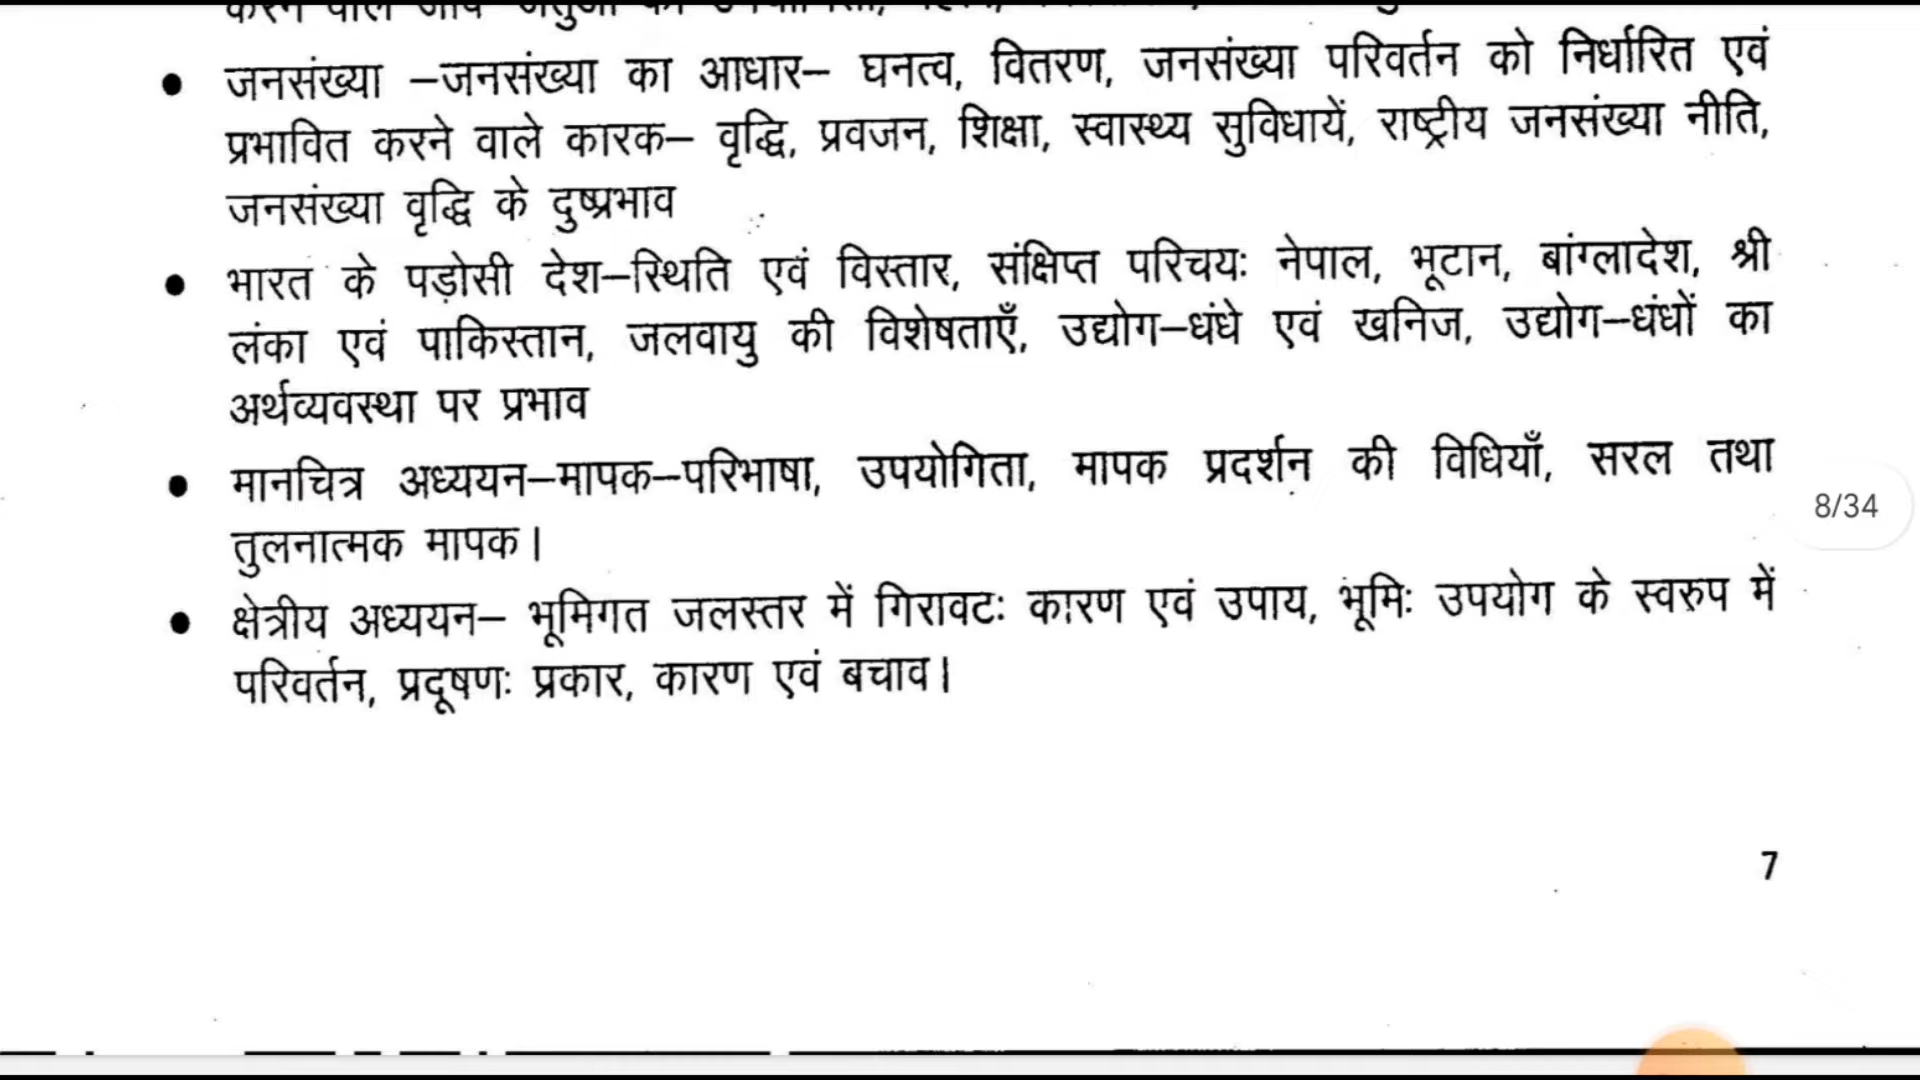 जनसंख्या –जनसंख्या का आधार– घनत्व, वितरण, जनसंख्या परिवर्तन को निर्धारित एवं
प्रभावित करने वाले कारक– वृद्धि, प्रवजन, शिक्षा, स्वास्थ्य सुविधायें, राष्ट्रीय जनसंख्या नीति,
जनसंख्या वृद्धि के दुष्प्रभाव
भारत के पड़ोसी देश–स्थिति एवं विस्तार, संक्षिप्त परिचयः नेपाल, भूटान, बांग्लादेश, श्री
लंका एवं पाकिस्तान, जलवायु की विशेषताएँ, उद्योग–धंधे एवं खनिज, उद्योग–धंधों का
अर्थव्यवस्था पर प्रभाव
मानचित्र अध्ययन–मापक–परिभाषा, उपयोगिता, मापक प्रदर्शन की विधियाँ, सरल तथा
8/34
तुलनात्मक मापक।
क्षेत्रीय अध्ययन– भूमिगत जलस्तर में गिरावटः कारण एवं उपाय, भूमिः उपयोग के स्वरुप में
परिवर्तन, प्रदूषणः प्रकार, कारण एवं बचाव।
7